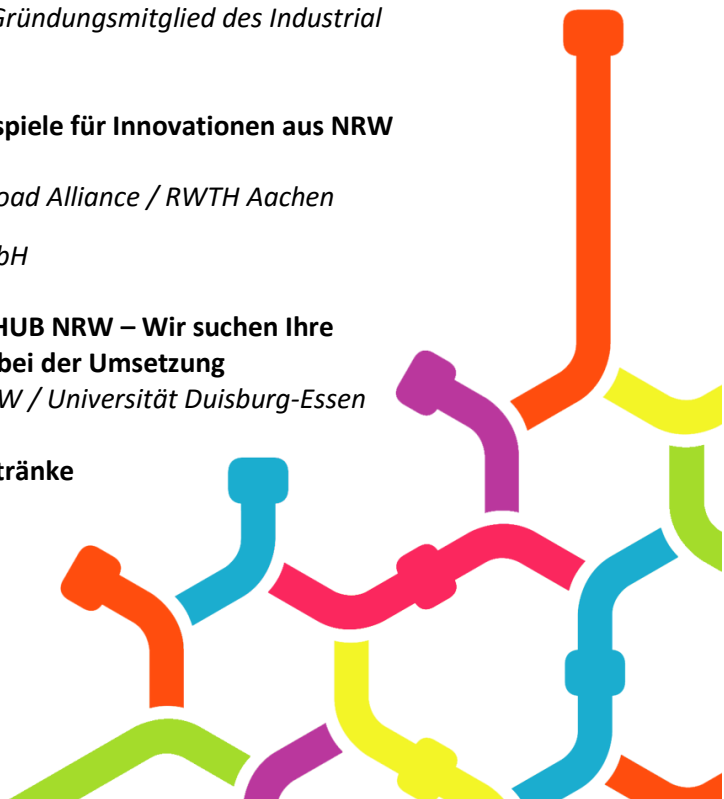 Gründungsmitglied des Industrial
spiele für Innovationen aus NRW
oad Alliance / RWTH Aachen
bH
HUB NRW – Wir suchen Ihre
bei der Umsetzung
W / Universität Duisburg-Essen
tränke